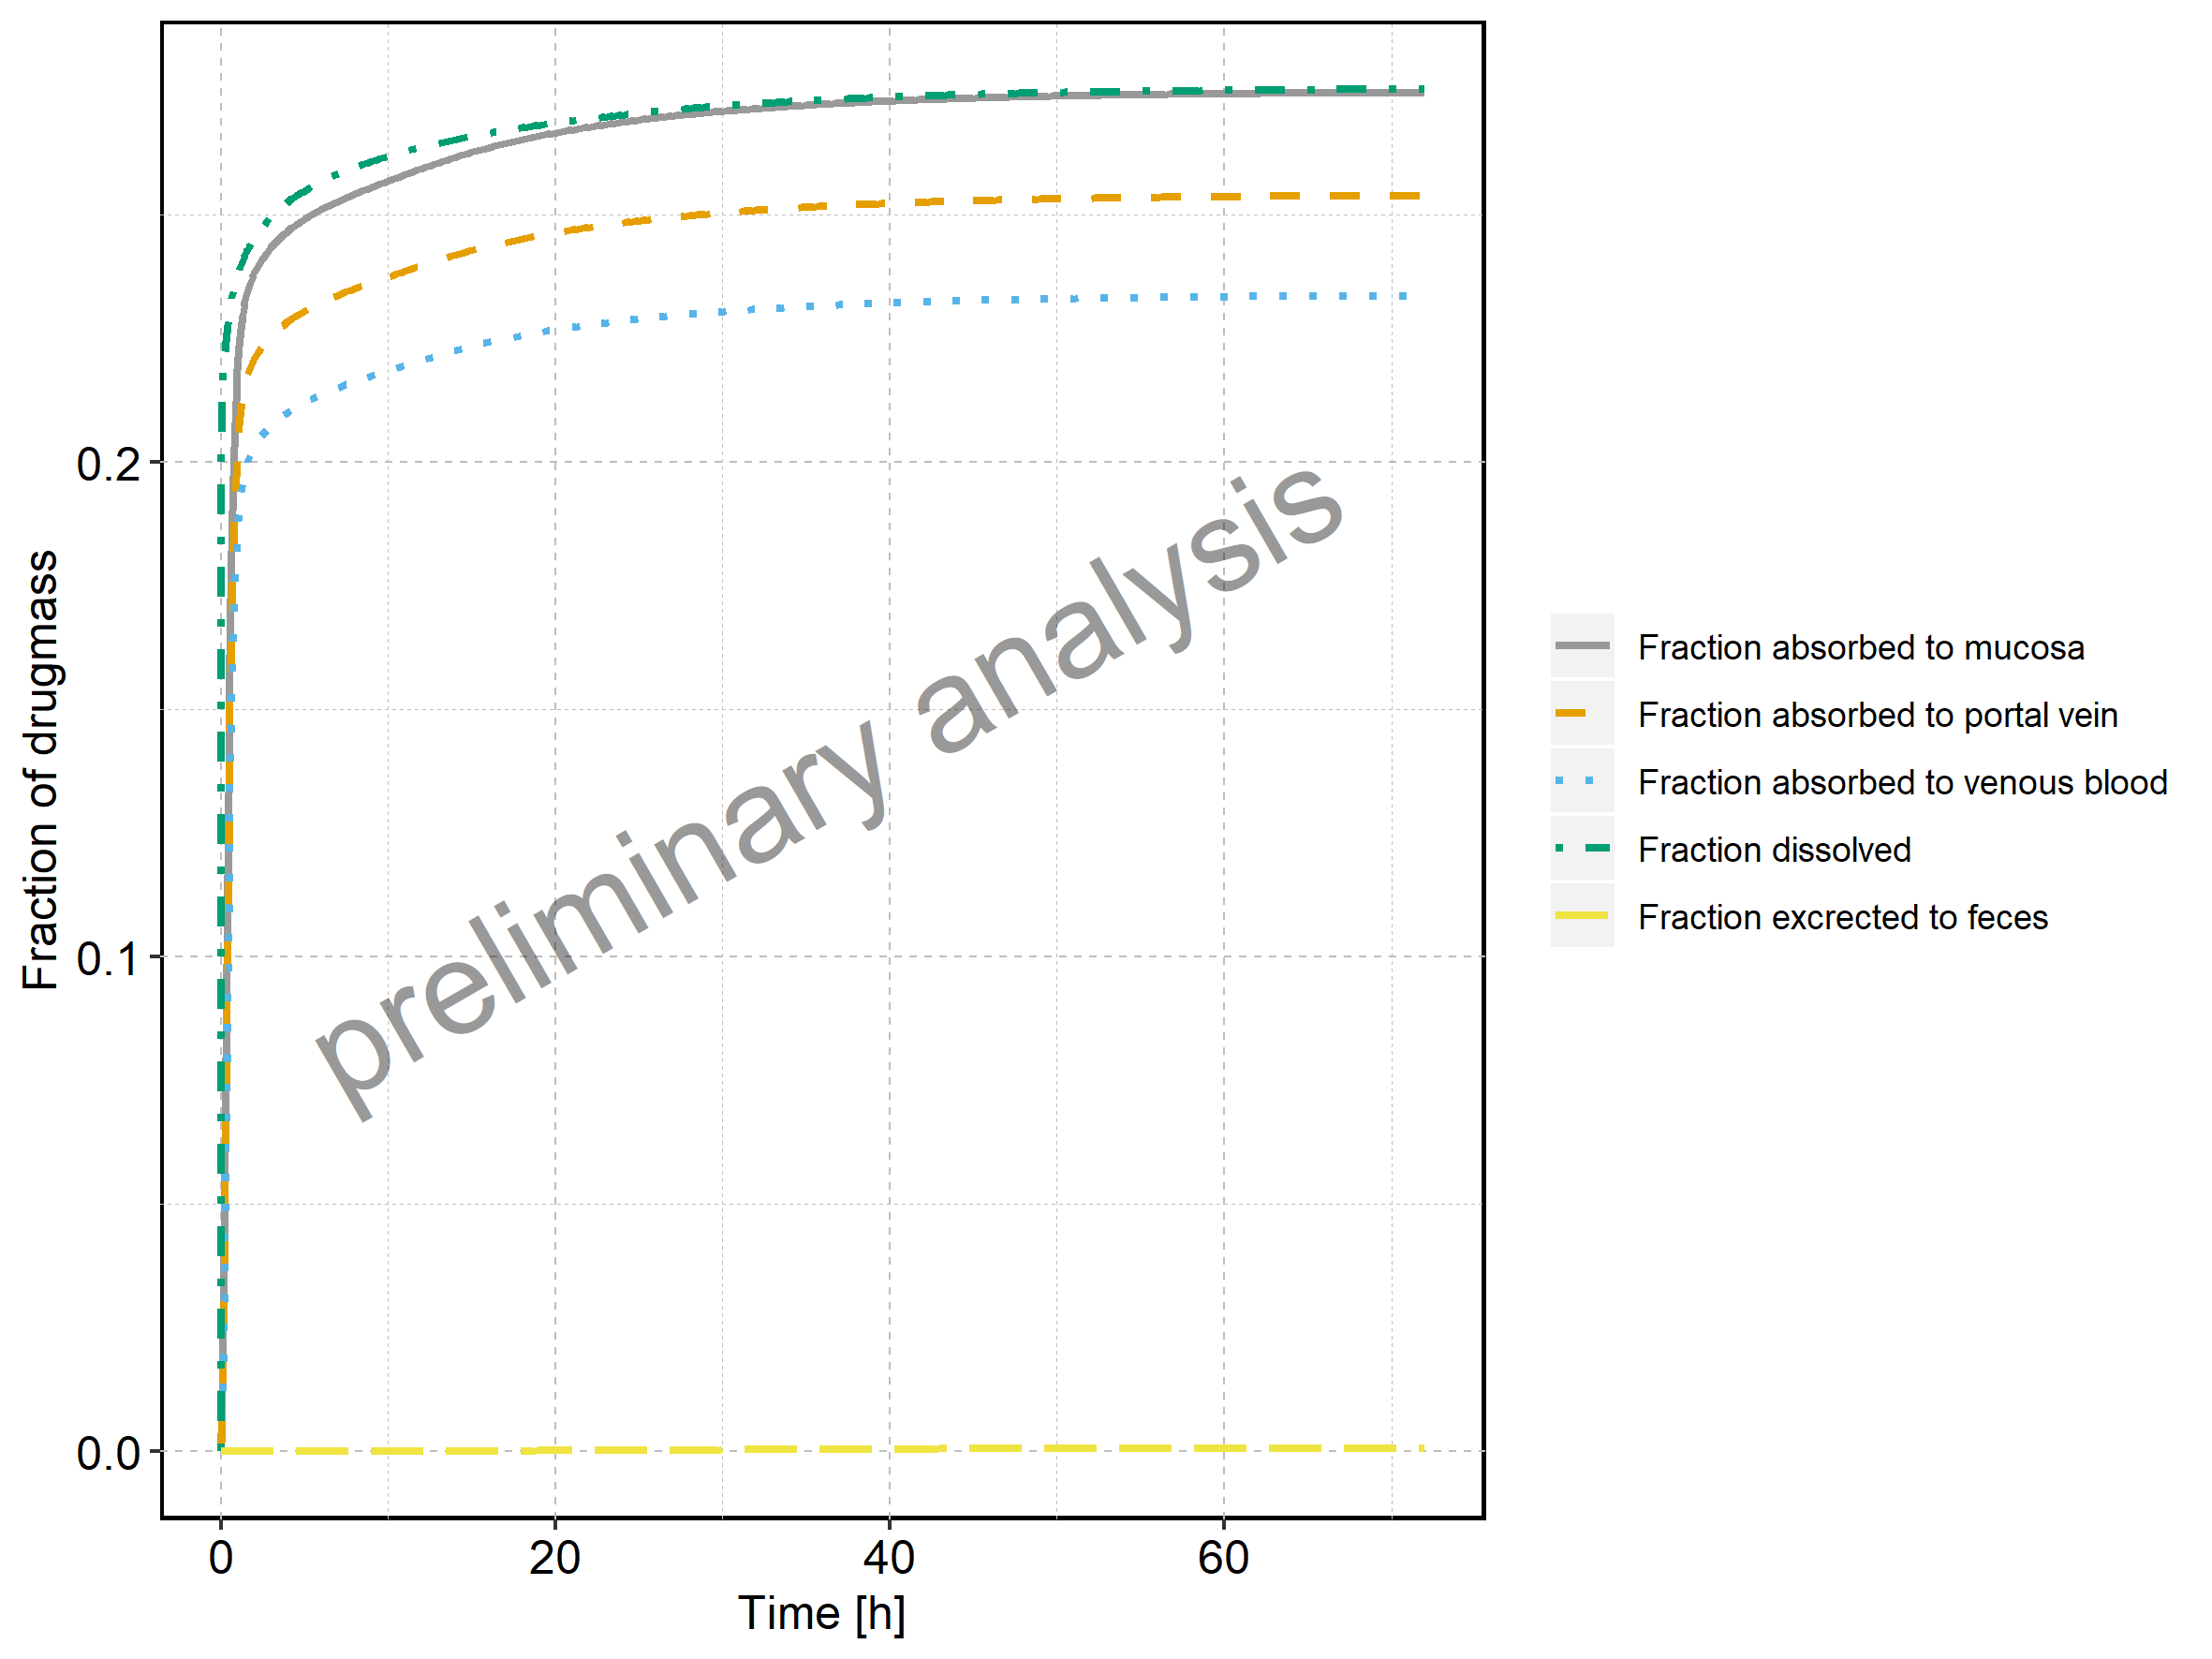 Fraction of drugmass
0.2
0.1
0.0
0
20
40
60
Time [h]
preliminary analysis
Fraction absorbed to mucosa
Fraction absorbed to portal vein
Fraction absorbed to venous blood
Fraction dissolved
Fraction excrected to feces